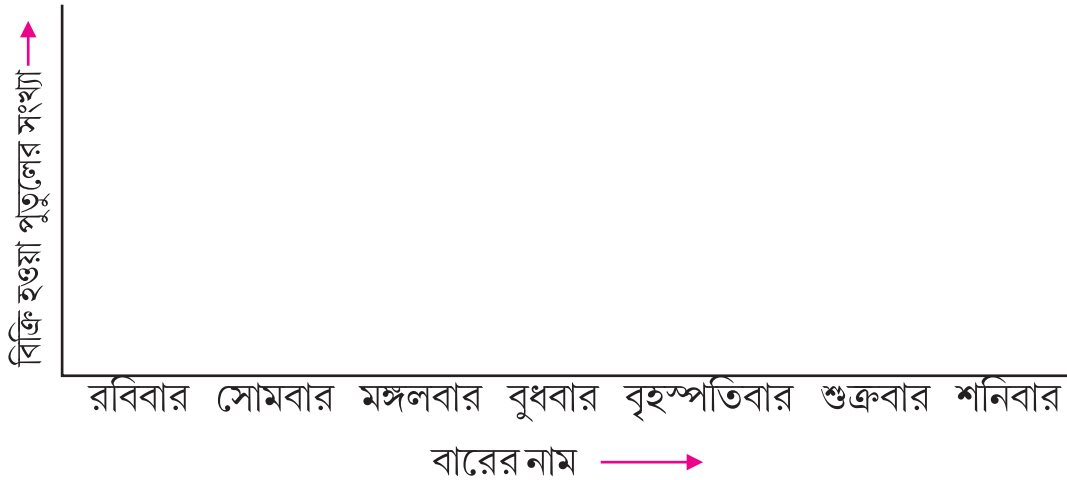 বিক্রি হওয়া পুতুলের সংখ্যা
রবিবার সোমবার মঙ্গলবার বুধবার বৃহস্পতিবার শুক্রবার শনিবার
বারের নাম